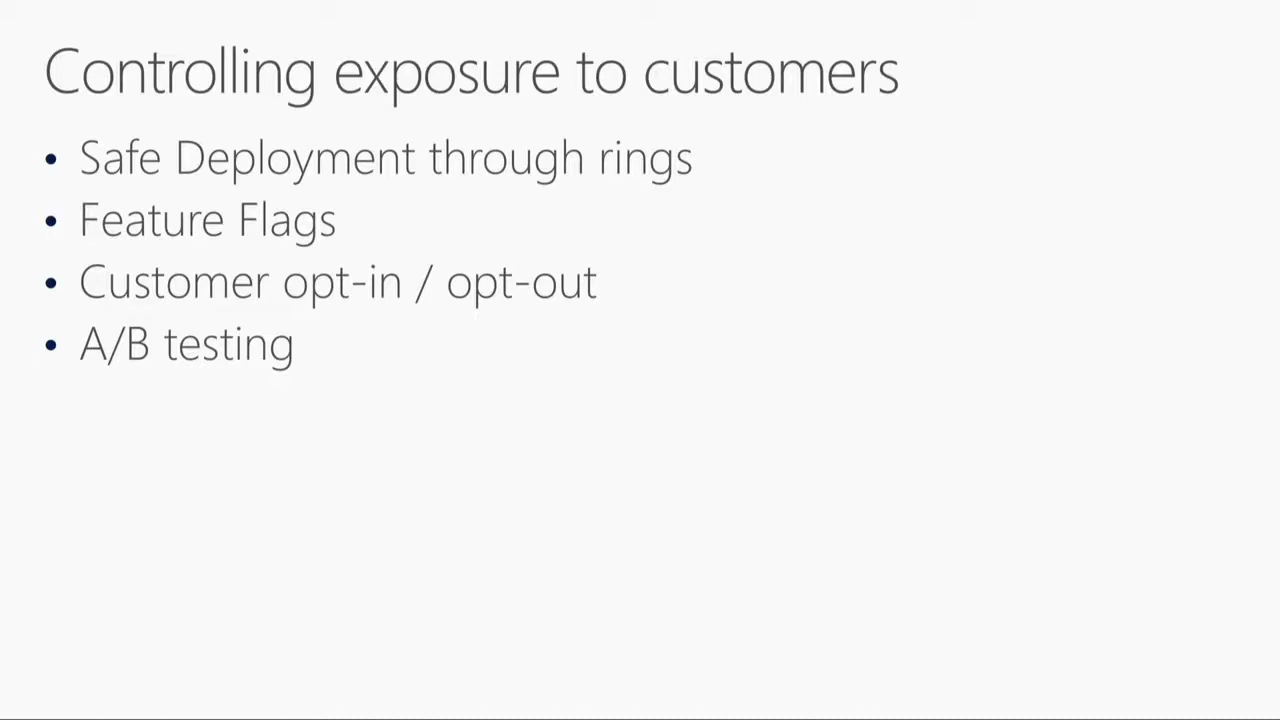 Controlling exposure to customers
• Safe Deployment through rings
• Feature Flags
• Customer opt-in / opt-out
• A/B testing